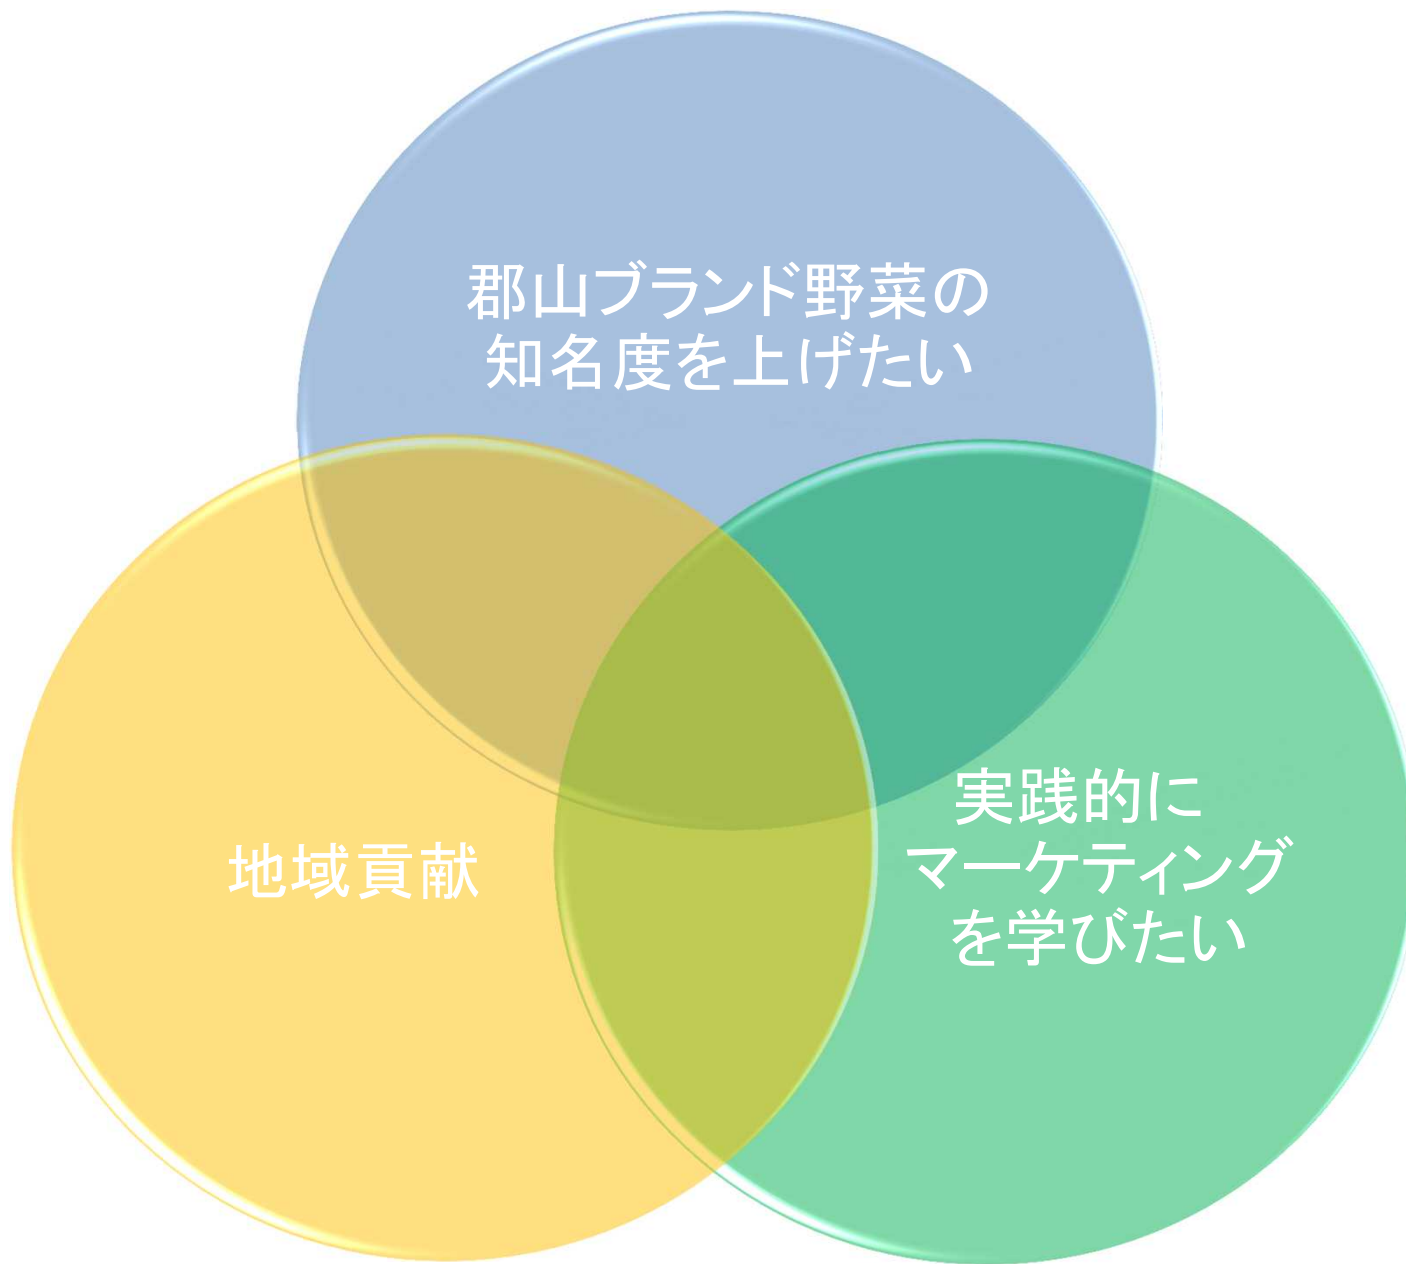 郡山ブランド野菜の
知名度を上げたい
地域貢献
実践的に
マーケティング
を学びたい